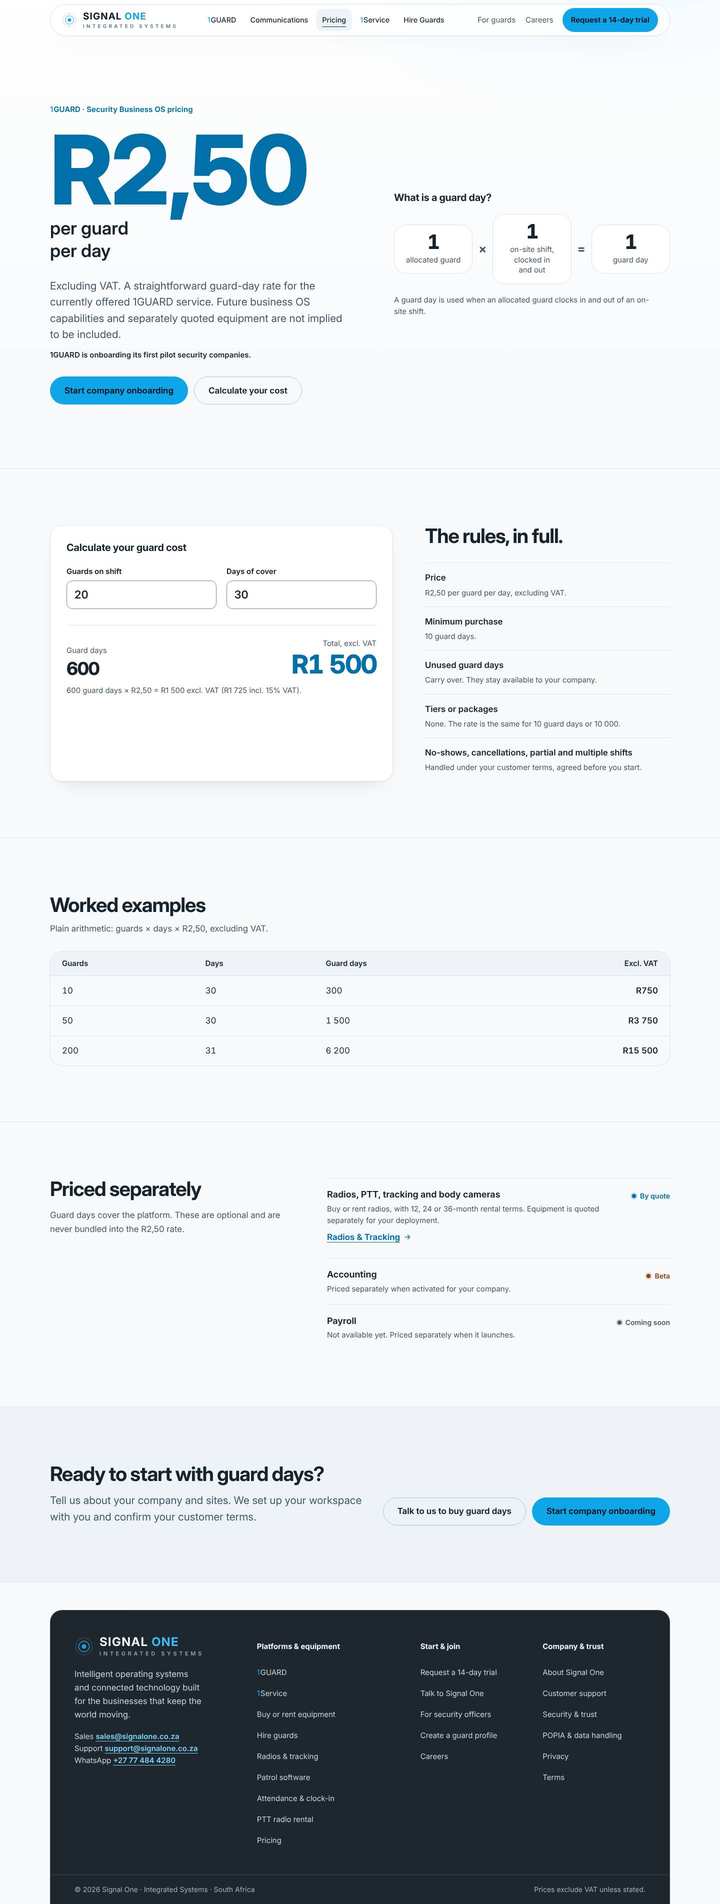 SIGNAL ONE
INTEGRATED SYSTEMS
1GUARD
Communications
Pricing
1Service
Hire Guards
For guards
Careers
Request a 14-day trial
1GUARD · Security Business OS pricing
R2,50
per guard
per day
Excluding VAT. A straightforward guard-day rate for the
currently offered 1GUARD service. Future business OS
capabilities and separately quoted equipment are not implied
to be included.
1GUARD is onboarding its first pilot security companies.
Start company onboarding
Calculate your cost
What is a guard day?
1
allocated guard
×
1
on-site shift,
clocked in
and out
=
1
guard day
A guard day is used when an allocated guard clocks in and out of an on-
site shift.
Calculate your guard cost
Guards on shift
Days of cover
20
30
Guard days
600
Total, excl. VAT
R1 500
600 guard days × R2,50 = R1 500 excl. VAT (R1 725 incl. 15% VAT).
The rules, in full.
Price
R2,50 per guard per day, excluding VAT.
Minimum purchase
10 guard days.
Unused guard days
Carry over. They stay available to your company.
Tiers or packages
None. The rate is the same for 10 guard days or 10 000.
No-shows, cancellations, partial and multiple shifts
Handled under your customer terms, agreed before you start.
Worked examples
Plain arithmetic: guards × days × R2,50, excluding VAT.
Guards Days Guard days Excl. VAT
10 30 300 R750
50 30 1 500 R3 750
200 31 6 200 R15 500
Priced separately
Guard days cover the platform. These are optional and are
never bundled into the R2,50 rate.
Radios, PTT, tracking and body cameras
By quote
Buy or rent radios, with 12, 24 or 36-month rental terms. Equipment is quoted
separately for your deployment.
Radios & Tracking →
Accounting
Beta
Priced separately when activated for your company.
Payroll
Coming soon
Not available yet. Priced separately when it launches.
Ready to start with guard days?
Tell us about your company and sites. We set up your workspace
with you and confirm your customer terms.
Talk to us to buy guard days
Start company onboarding
SIGNAL ONE
INTEGRATED SYSTEMS
Intelligent operating systems
and connected technology built
for the businesses that keep the
world moving.
Sales sales@signalone.co.za
Support support@signalone.co.za
WhatsApp +27 77 484 4280
Platforms & equipment
1GUARD
1Service
Buy or rent equipment
Hire guards
Radios & tracking
Patrol software
Attendance & clock-in
PTT radio rental
Pricing
Start & join
Request a 14-day trial
Talk to Signal One
For security officers
Create a guard profile
Careers
Company & trust
About Signal One
Customer support
Security & trust
POPIA & data handling
Privacy
Terms
© 2026 Signal One · Integrated Systems · South Africa
Prices exclude VAT unless stated.